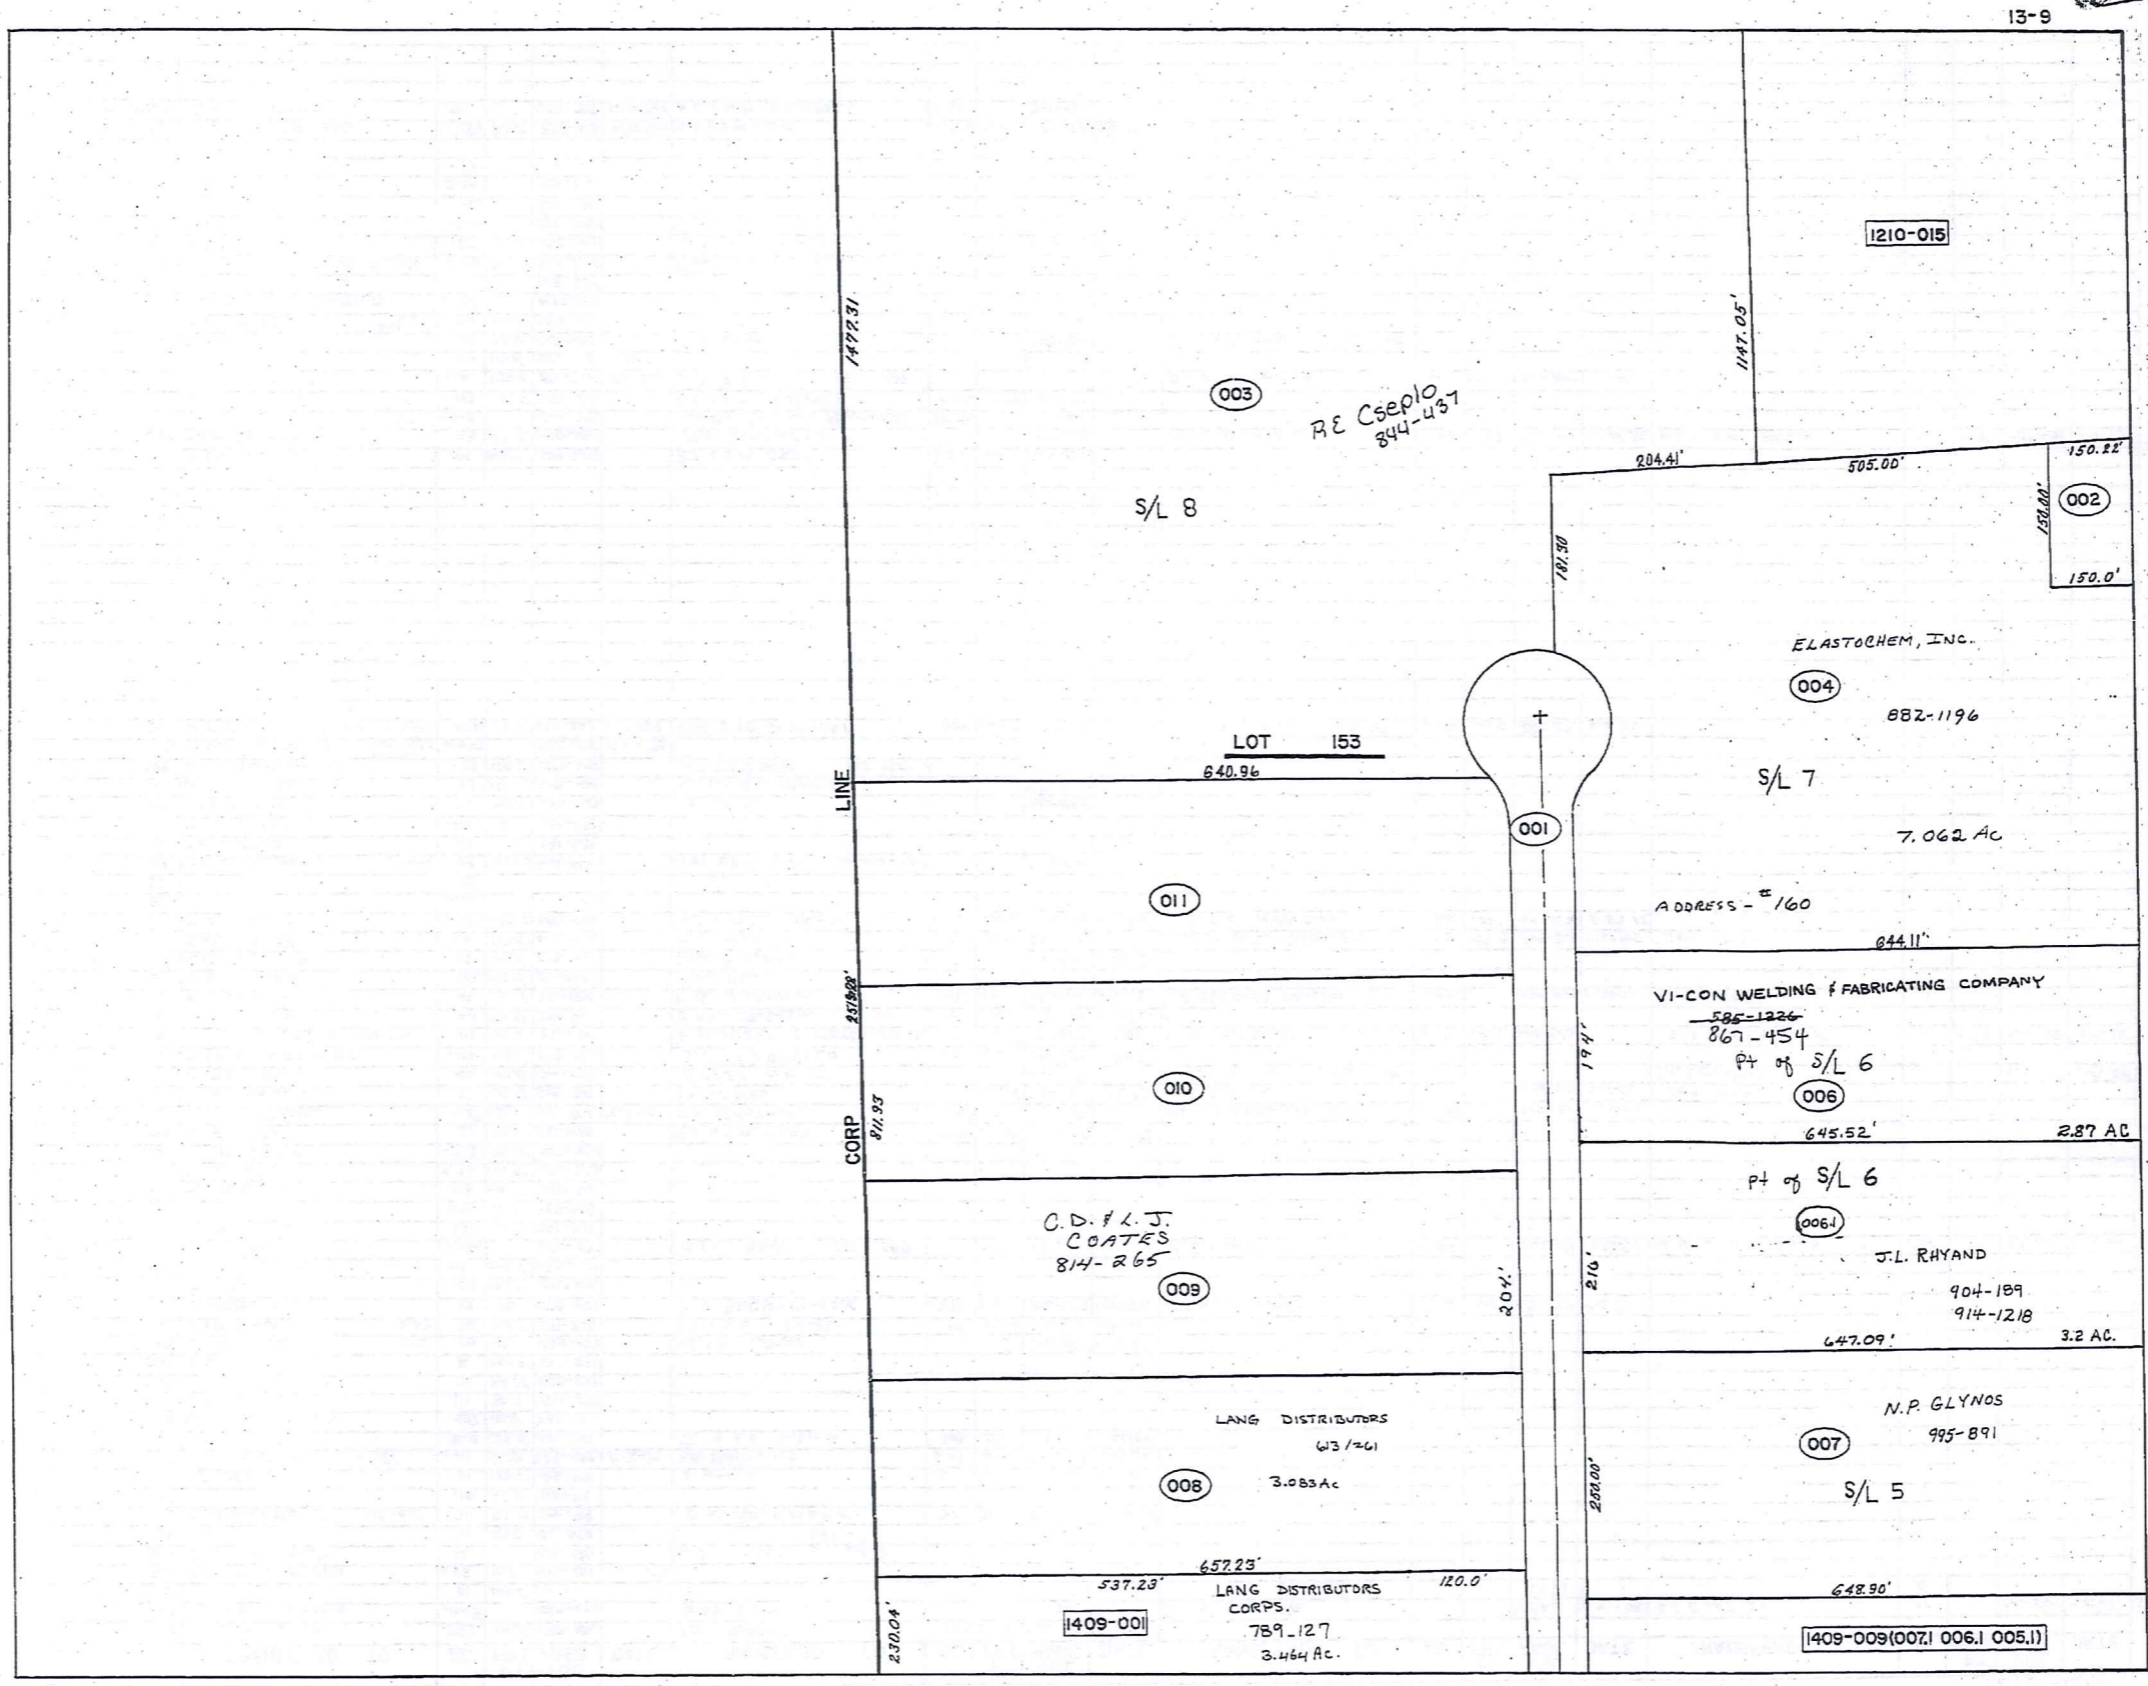 13-9
1210-015
1477.31
1147.05'
003
RE Cseplo
844-437
204.41'
505.00'
150.22'
S/L 8
150.00'
002
181.30
150.0'
ELASTOCHEM, INC.
004
882-1196
LOT 153
640.96
LINE
S/L 7
001
7.062 Ac
011
ADDRESS - #160
644.11'
VI-CON WELDING & FABRICATING COMPANY
585-1226
867-454
Pt of S/L 6
194'
010
006
811.93
CORP
645.52'
2.87 AC
Pt of S/L 6
006.1
C.D. & L.J.
COATES
814-265
009
204.'
216'
J.L. RHYAND
904-189
914-1218
647.09'
3.2 AC.
LANG DISTRIBUTORS
613/261
008
3.083Ac
N.P. GLYNOS
995-891
007
S/L 5
657.23'
537.23'
120.0'
648.90'
LANG DISTRIBUTORS
CORPS.
789-127
3.464 Ac.
1409-001
230.04'
1409-009(007.1 006.1 005.1)